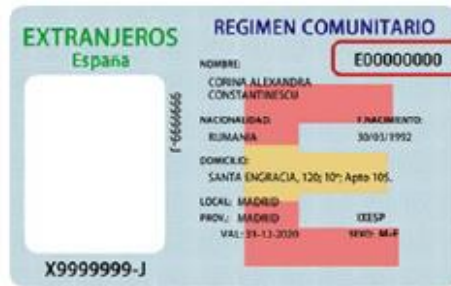 EXTRANJEROS
España
REGIMEN COMUNITARIO
E00000000
NOMBRE:
CORINA ALEXANDRA
CONSTANTINESCU
NACIONALIDAD: F.NACIMIENTO:
RUMANIA 30/03/1992
DOMICILIO:
SANTA ENGRACIA, 120; 10º; Apto 105.
LOCAL: MADRID
PROV.: MADRID
VAL: 31-12-2020 SEXO: M-F
X9999999-J